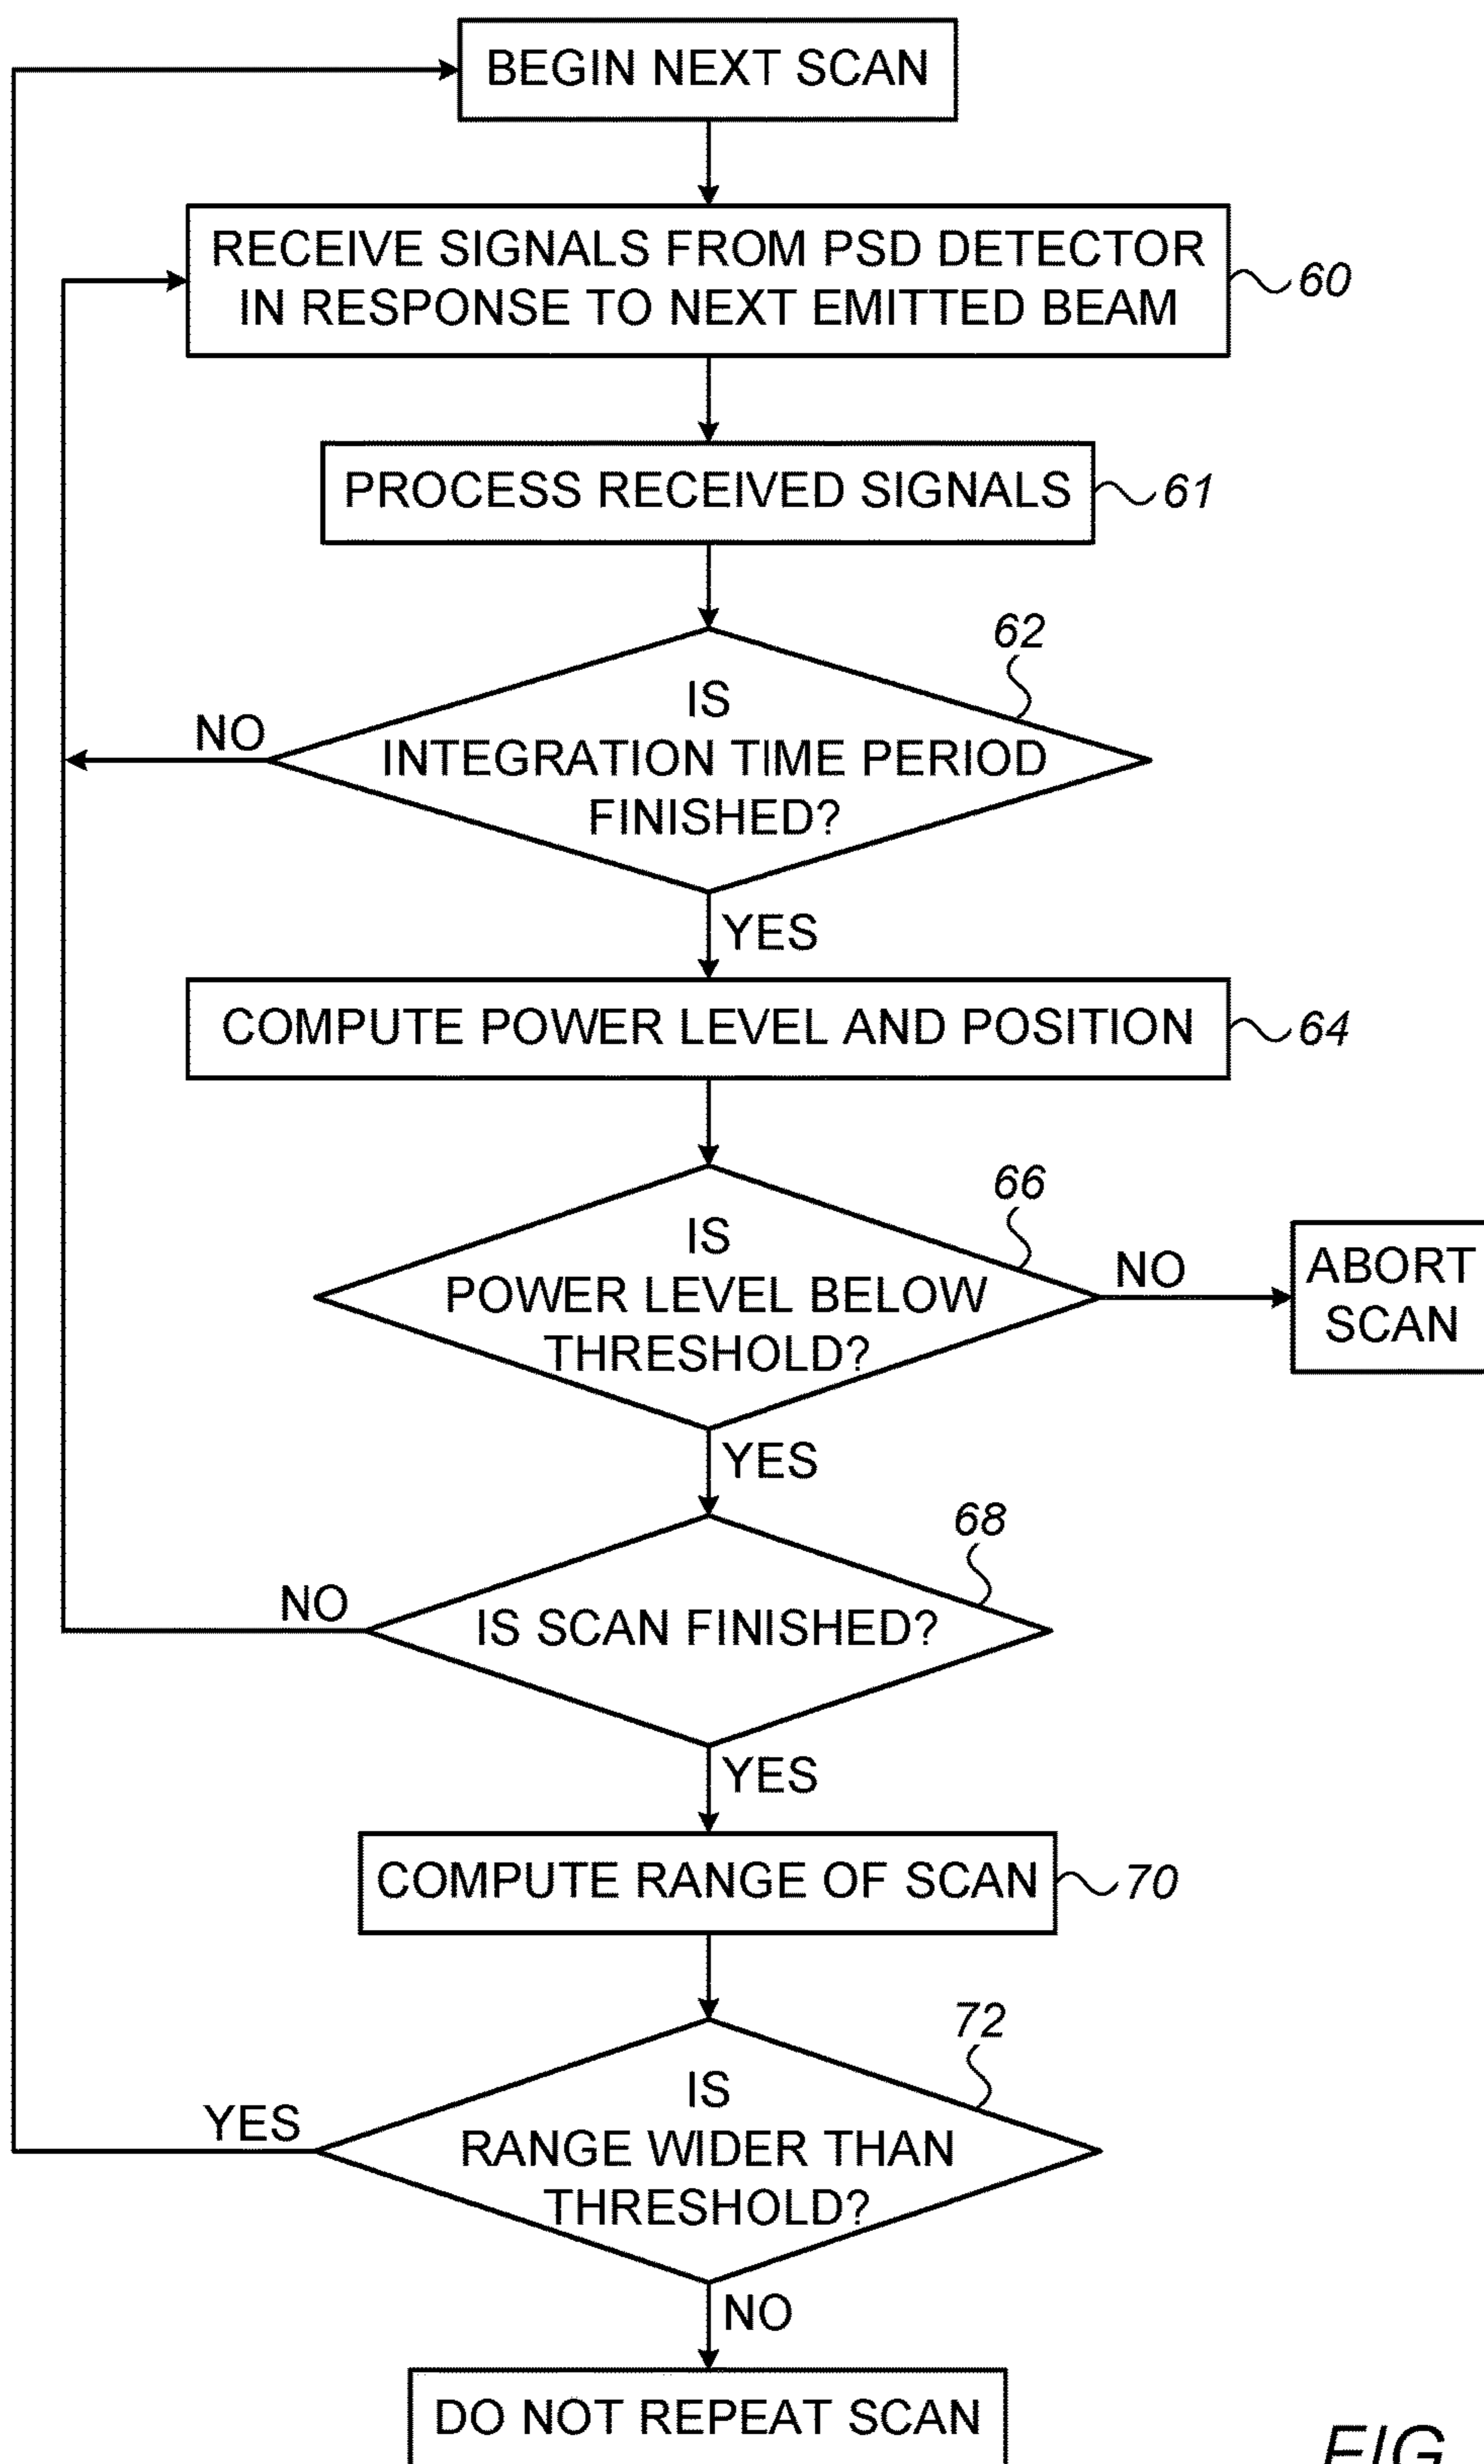 BEGIN NEXT SCAN
RECEIVE SIGNALS FROM PSD DETECTOR
IN RESPONSE TO NEXT EMITTED BEAM
60
PROCESS RECEIVED SIGNALS
61
62
IS
INTEGRATION TIME PERIOD
FINISHED?
NO
YES
COMPUTE POWER LEVEL AND POSITION
64
66
IS
POWER LEVEL BELOW
THRESHOLD?
NO
ABORT
SCAN
YES
68
IS SCAN FINISHED?
NO
YES
COMPUTE RANGE OF SCAN
70
72
IS
RANGE WIDER THAN
THRESHOLD?
YES
NO
DO NOT REPEAT SCAN
FIG